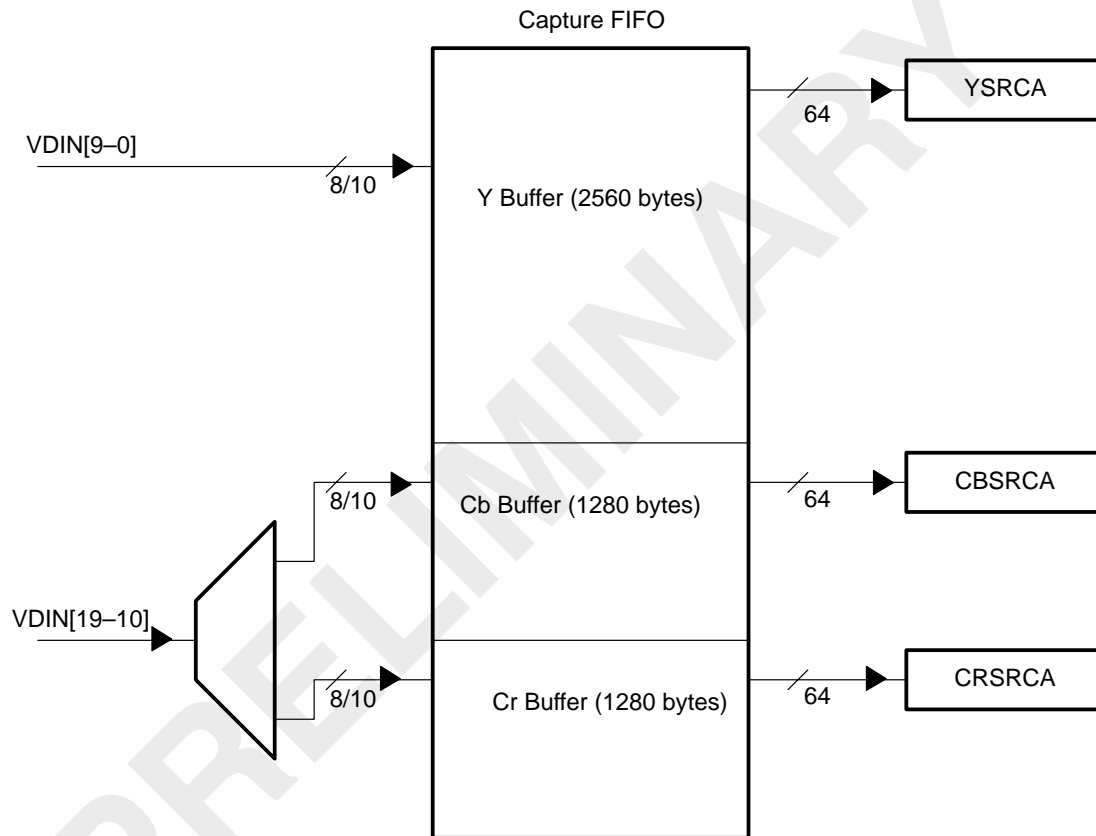 Capture FIFO
YSRCA
64
VDIN[9–0]
8/10
Y Buffer (2560 bytes)
8/10
Cb Buffer (1280 bytes)
64
CBSRCA
VDIN[19–10]
8/10
Cr Buffer (1280 bytes)
64
CRSRCA
PRELIMINARY